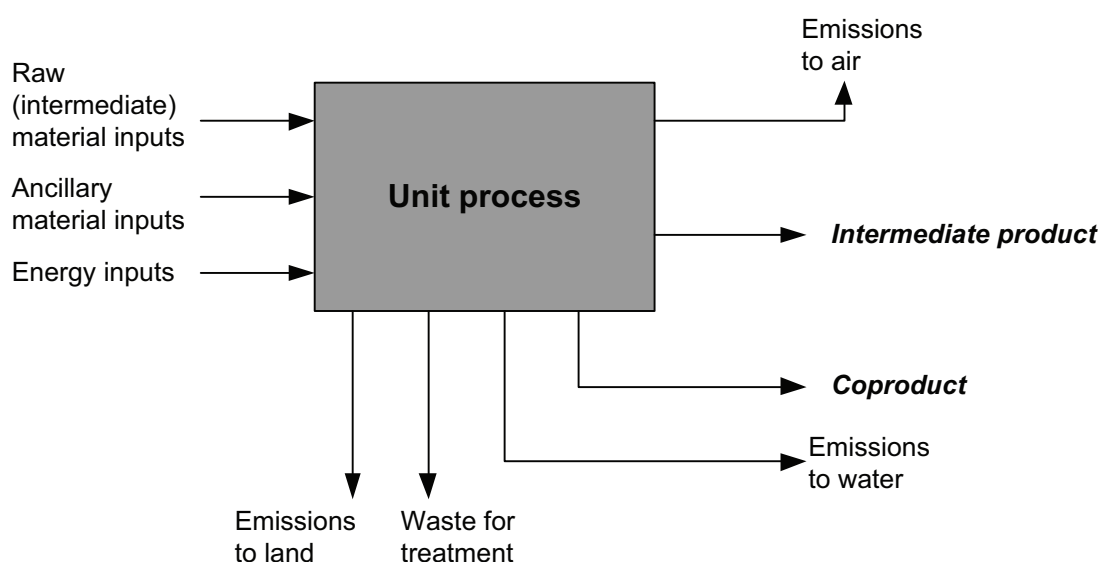 Emissions
to air
Raw
(intermediate)
material inputs
Ancillary
material inputs
Unit process
Intermediate product
Energy inputs
Coproduct
Emissions
to water
Emissions
to land
Waste for
treatment